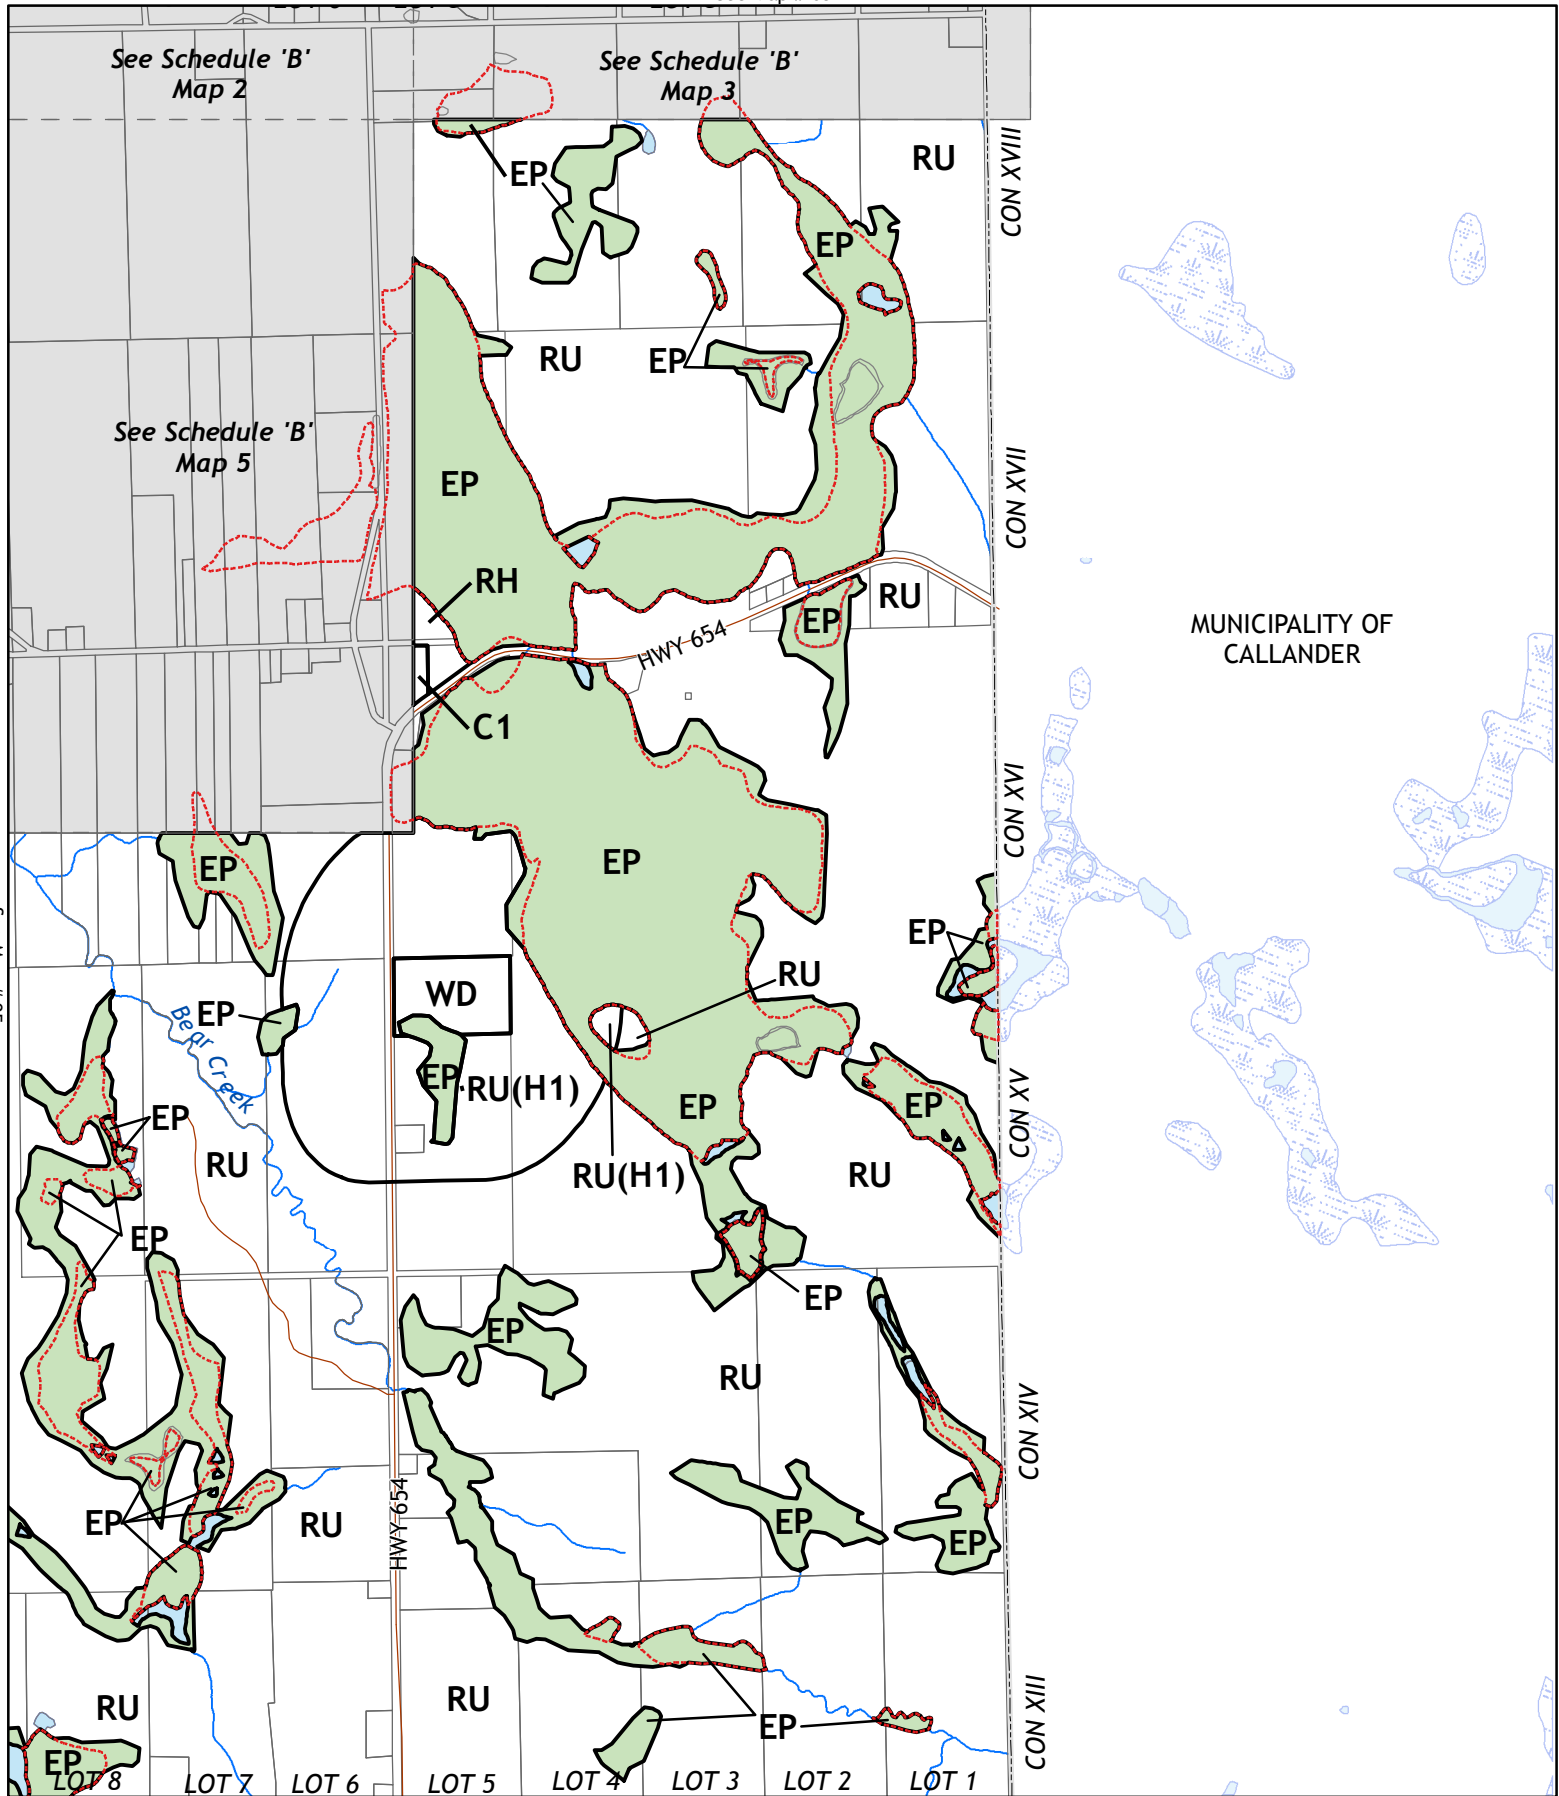 See Schedule 'B'
Map 2
See Schedule 'B'
Map 3
CON XVIII
RU
EP
EP
RU
EP
See Schedule 'B'
Map 5
EP
CON XVII
RH
RU
EP
HWY 654
MUNICIPALITY OF
CALLANDER
C1
CON XVI
EP
EP
EP
WD
RU
EP
Bear Creek
EP
RU(H1)
EP
EP
EP
CON XV
RU
RU(H1)
RU
EP
EP
EP
RU
CON XIV
HWY 654
EP
RU
EP
EP
RU
RU
EP
CON XIII
EP
LOT 8
LOT 7
LOT 6
LOT 5
LOT 4
LOT 3
LOT 2
LOT 1